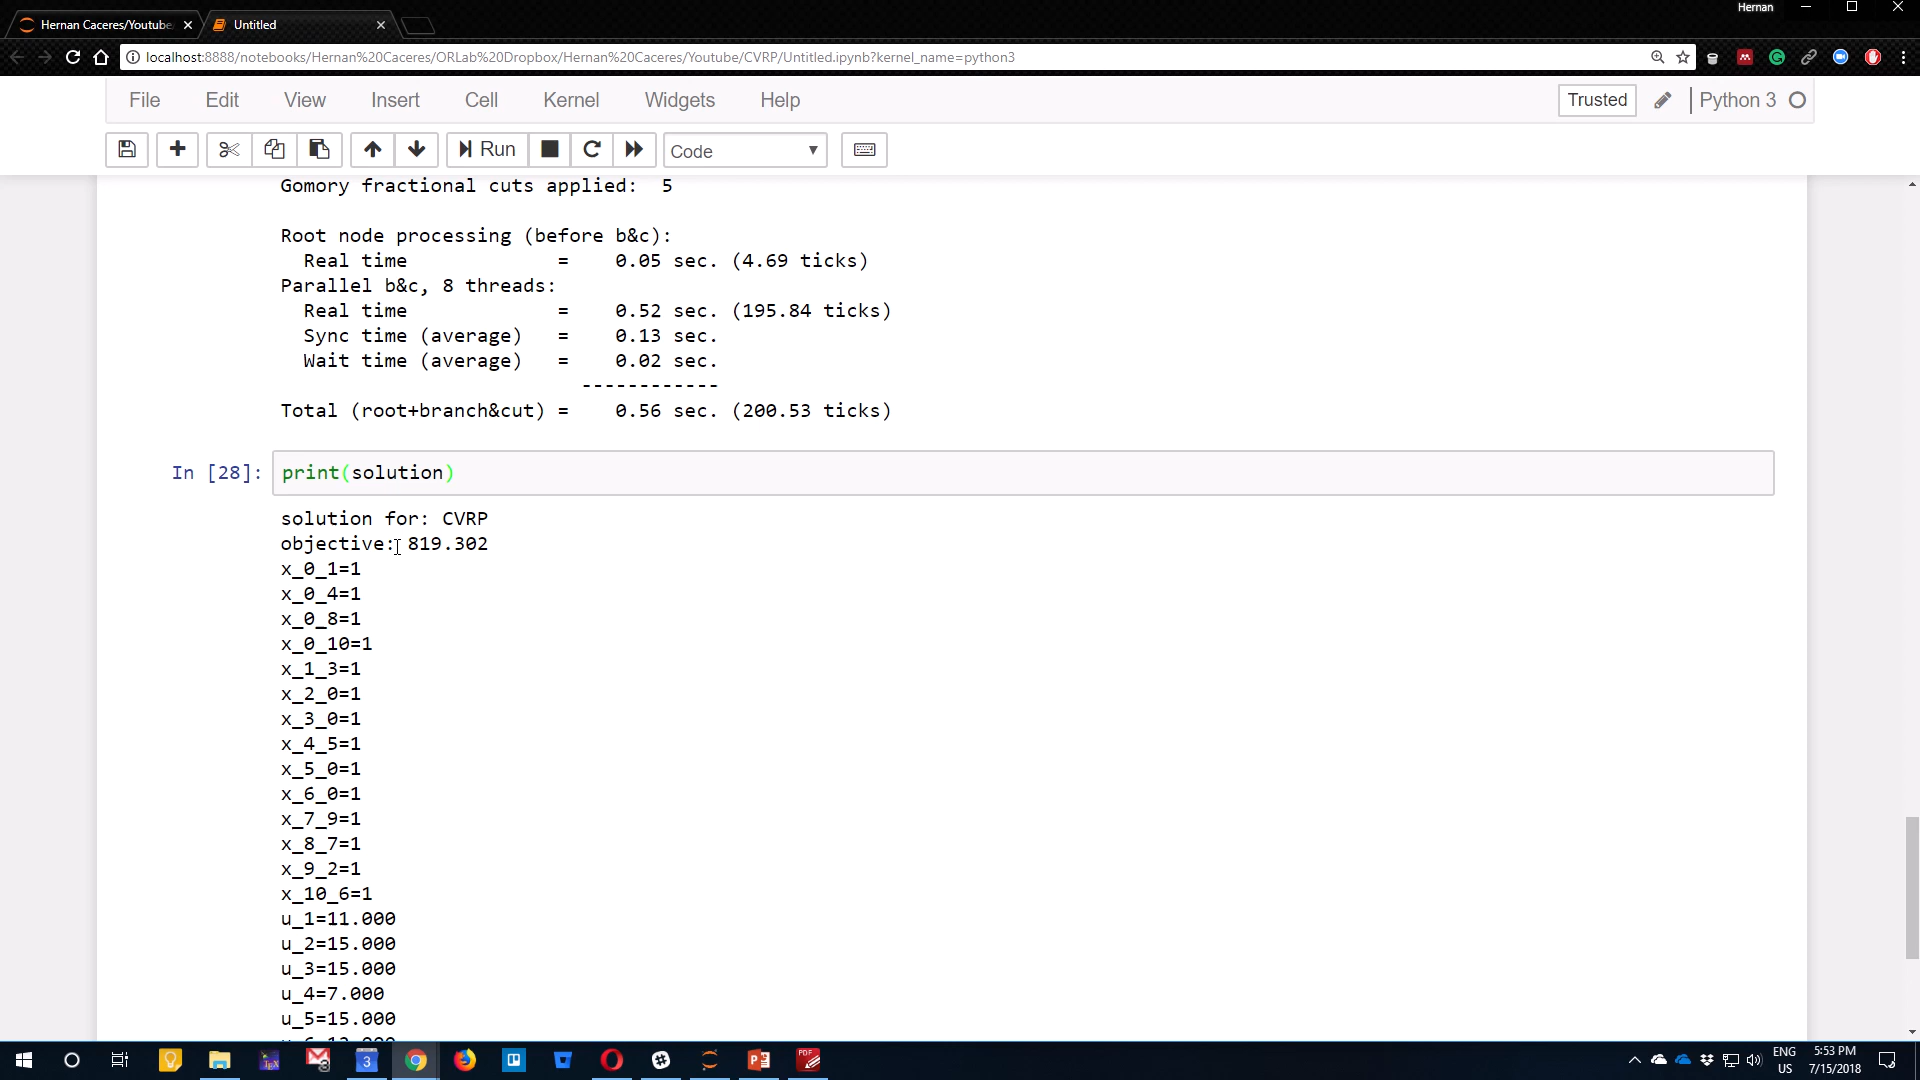 Hernan Caceres/Youtube
Untitled
Hernan
localhost:8888/notebooks/Hernan%20Caceres/ORLab%20Dropbox/Hernan%20Caceres/Youtube/CVRP/Untitled.ipynb?kernel_name=python3
File Edit View Insert Cell Kernel Widgets Help Trusted Python 3
Run Code
Gomory fractional cuts applied:  5
Root node processing (before b&c):
Real time             =    0.05 sec. (4.69 ticks)
Parallel b&c, 8 threads:
Real time             =    0.52 sec. (195.84 ticks)
Sync time (average)   =    0.13 sec.
Wait time (average)   =    0.02 sec.
------------
Total (root+branch&cut) =    0.56 sec. (200.53 ticks)
In [28]: print(solution)
solution for: CVRP
objective: 819.302
x_0_1=1
x_0_4=1
x_0_8=1
x_0_10=1
x_1_3=1
x_2_0=1
x_3_0=1
x_4_5=1
x_5_0=1
x_6_0=1
x_7_9=1
x_8_7=1
x_9_2=1
x_10_6=1
u_1=11.000
u_2=15.000
u_3=15.000
u_4=7.000
u_5=15.000
ENG
US
5:53 PM
7/15/2018